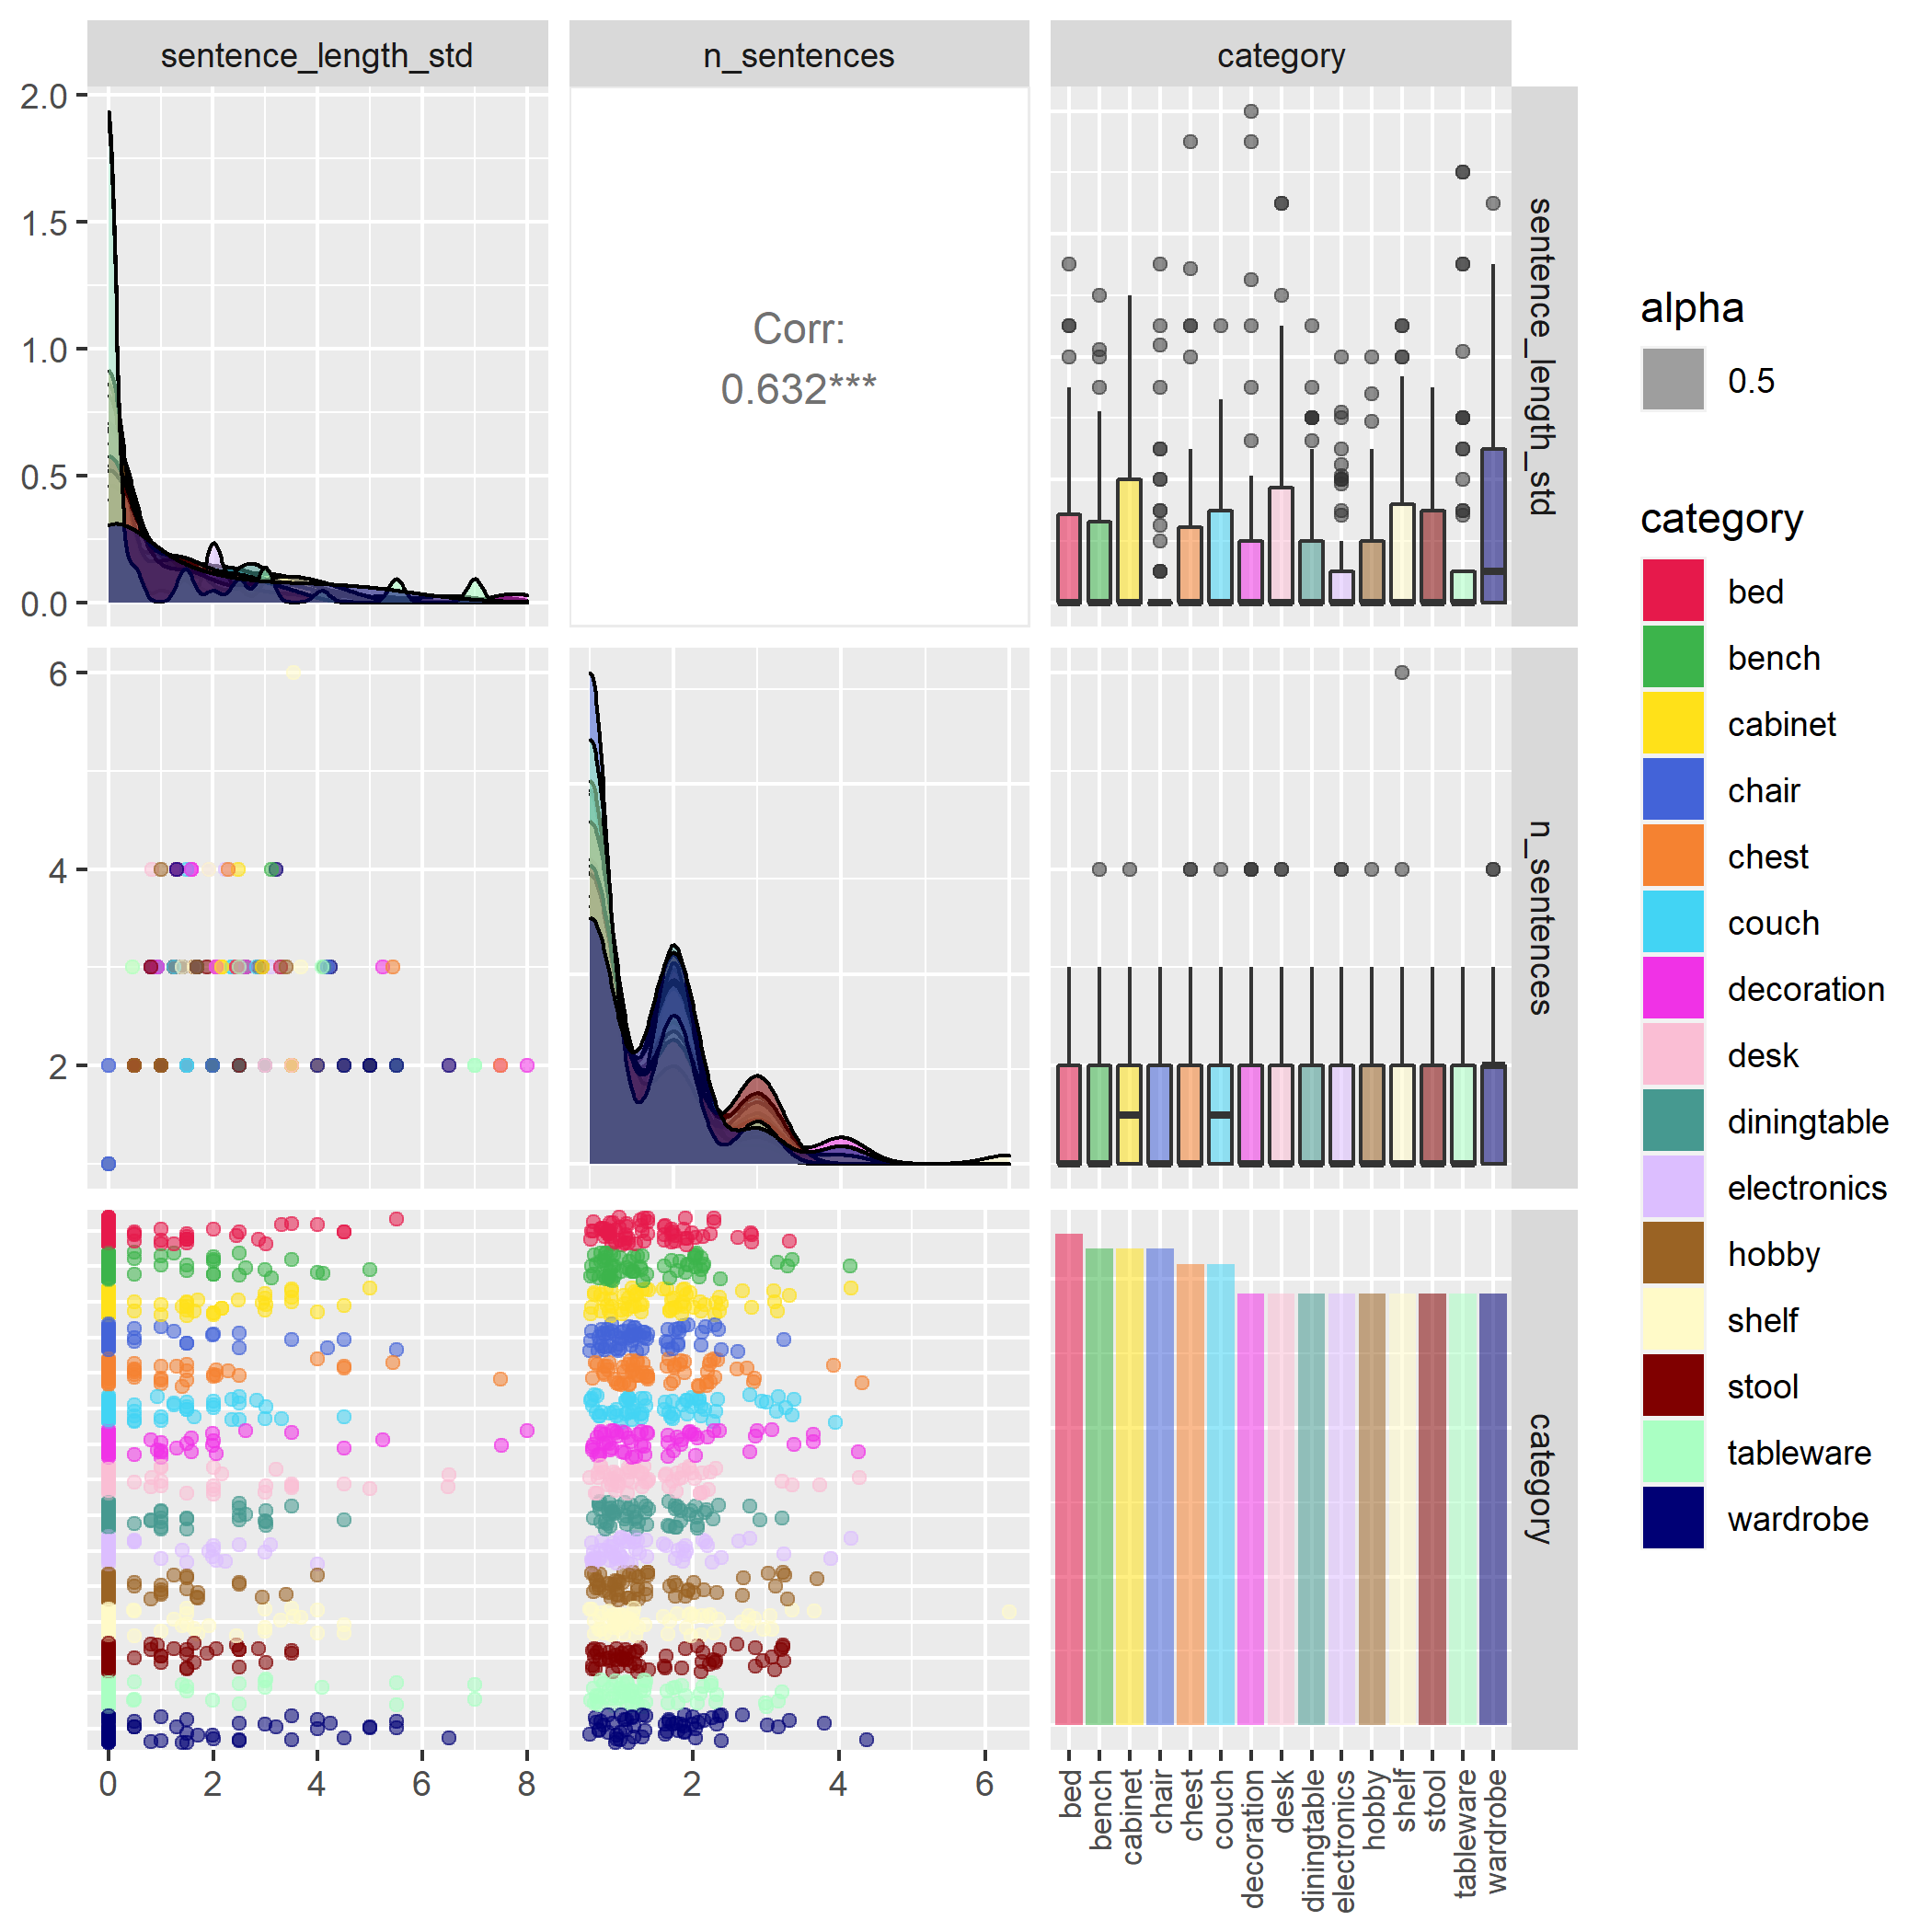 sentence_length_std
n_sentences
category
2.0
1.5
1.0
0.5
0.0
Corr:
0.632***
sentence_length_std
6
4
2
n_sentences
category
0
2
4
6
8
2
4
6
bed
bench
cabinet
chair
chest
couch
decoration
desk
diningtable
electronics
hobby
shelf
stool
tableware
wardrobe
alpha
0.5
category
bed
bench
cabinet
chair
chest
couch
decoration
desk
diningtable
electronics
hobby
shelf
stool
tableware
wardrobe